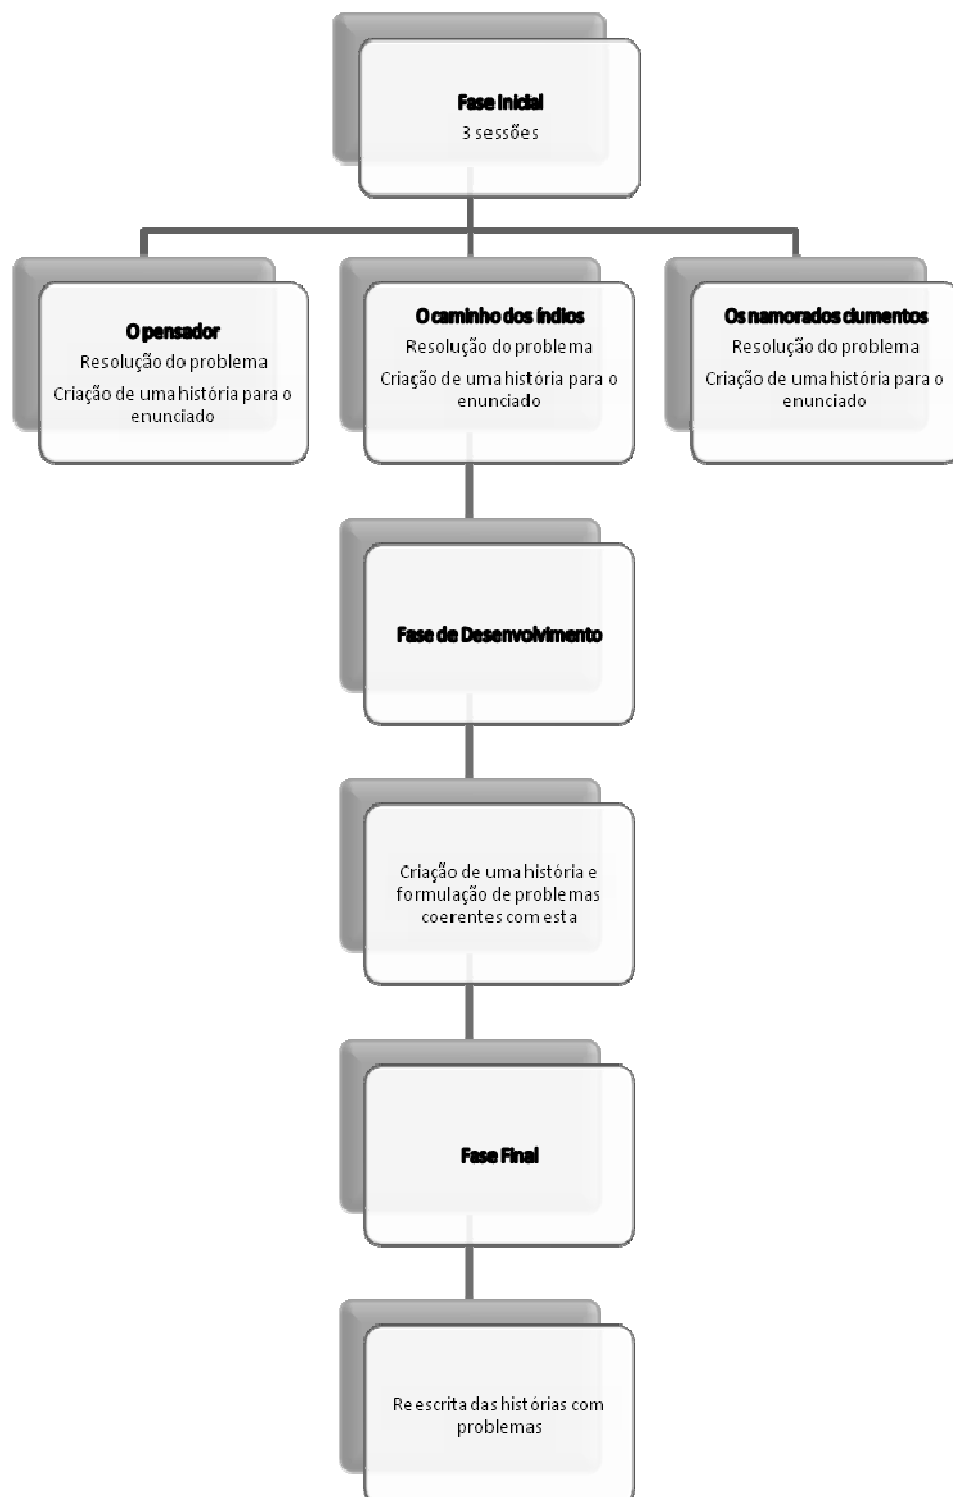 Fase Inicial
3 sessões
O pensador
Resolução do problema
Criação de uma história para o
enunciado
O caminho dos índios
Resolução do problema
Criação de uma história para o
enunciado
Os namorados ciumentos
Resolução do problema
Criação de uma história para o
enunciado
Fase de Desenvolvimento
Criação de uma história e
formulação de problemas
coerentes com esta
Fase Final
Reescrita das histórias com
problemas